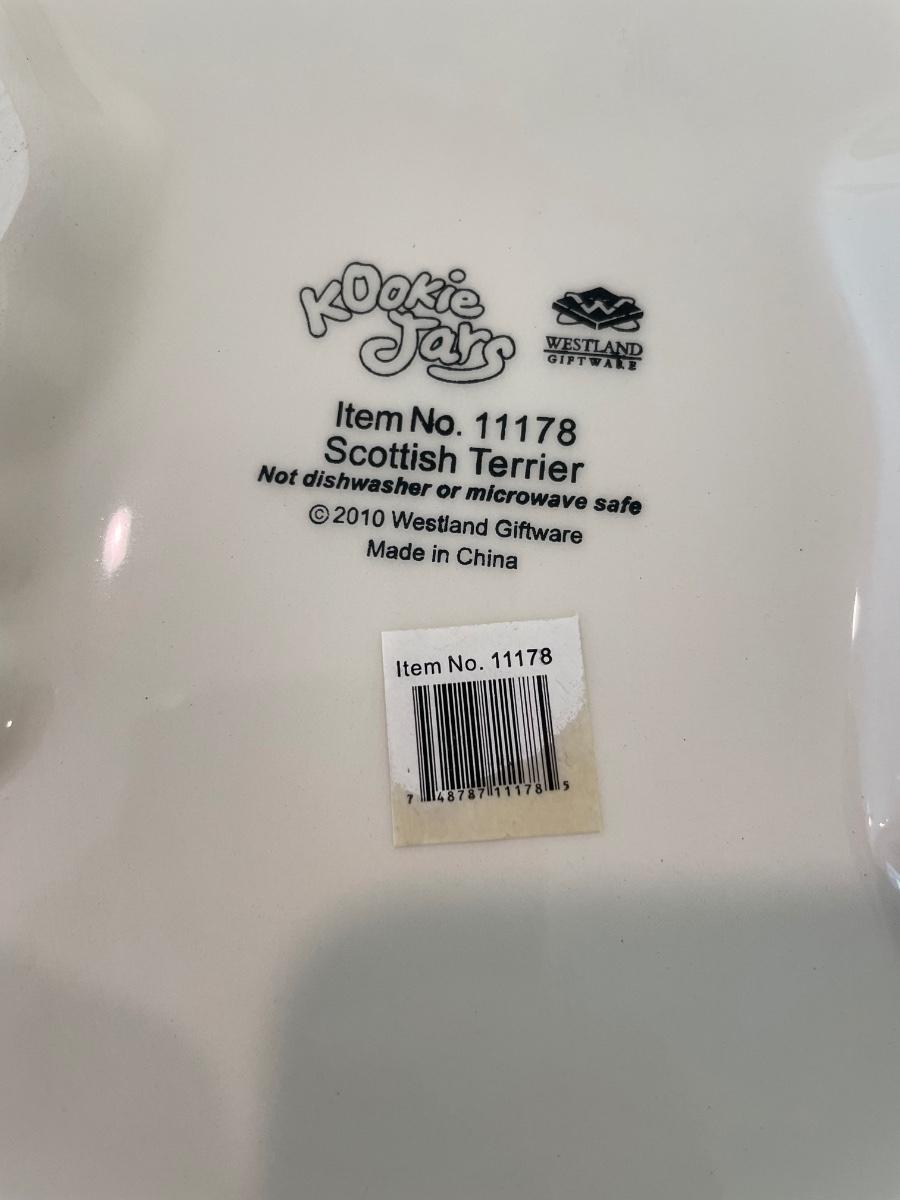 Kookie
Jars
W
WESTLAND
GIFTWARE
Item No. 11178
Scottish Terrier
Not dishwasher or microwave safe
©2010 Westland Giftware
Made in China
Item No. 11178
7 48787 11178 5